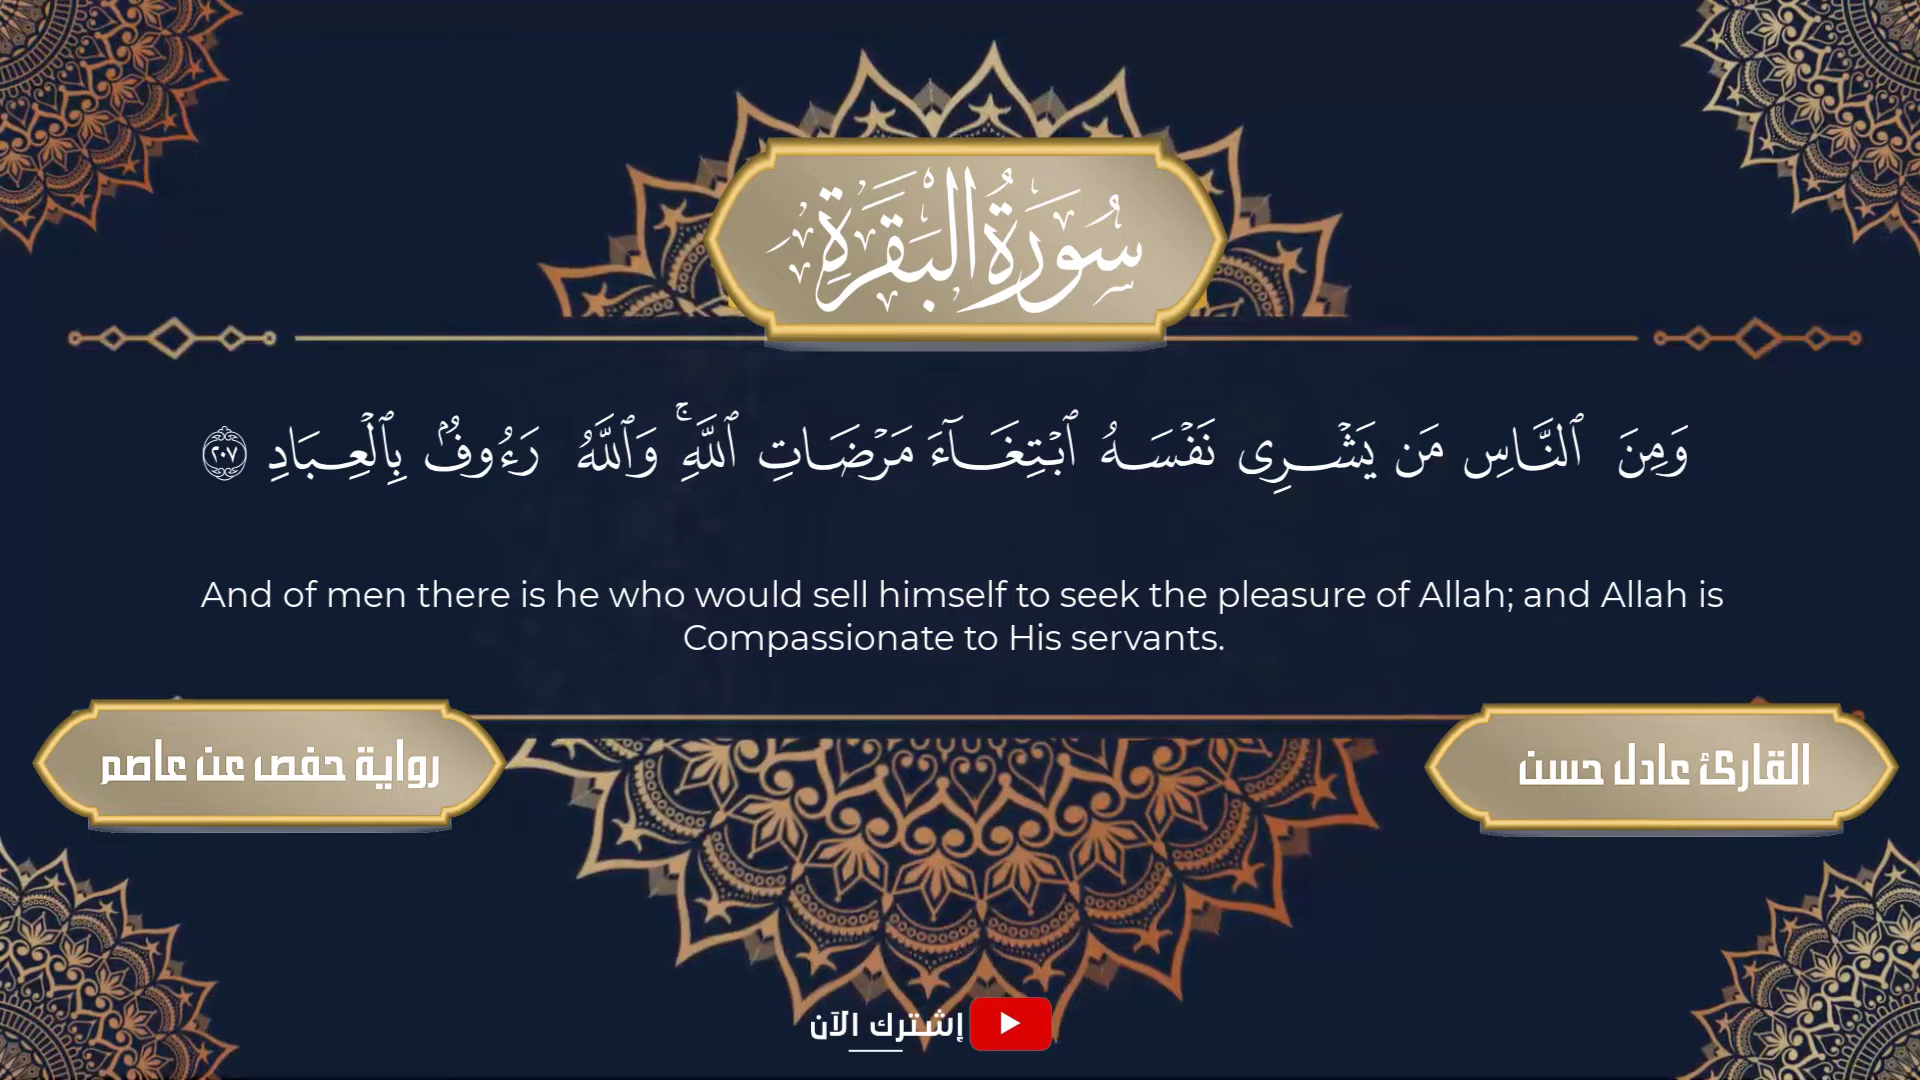 سُورَةُ البَقَرَةِ
وَمِنَ ٱلنَّاسِ مَن يَشْرِى نَفْسَهُ ٱبْتِغَآءَ مَرْضَاتِ ٱللَّهِ ۚ وَٱللَّهُ رَءُوفٌۢ بِٱلْعِبَادِ ٢٠٧
And of men there is he who would sell himself to seek the pleasure of Allah; and Allah is
Compassionate to His servants.
القارئ عادل حسن
رواية حفص عن عاصم
إشترك الآن